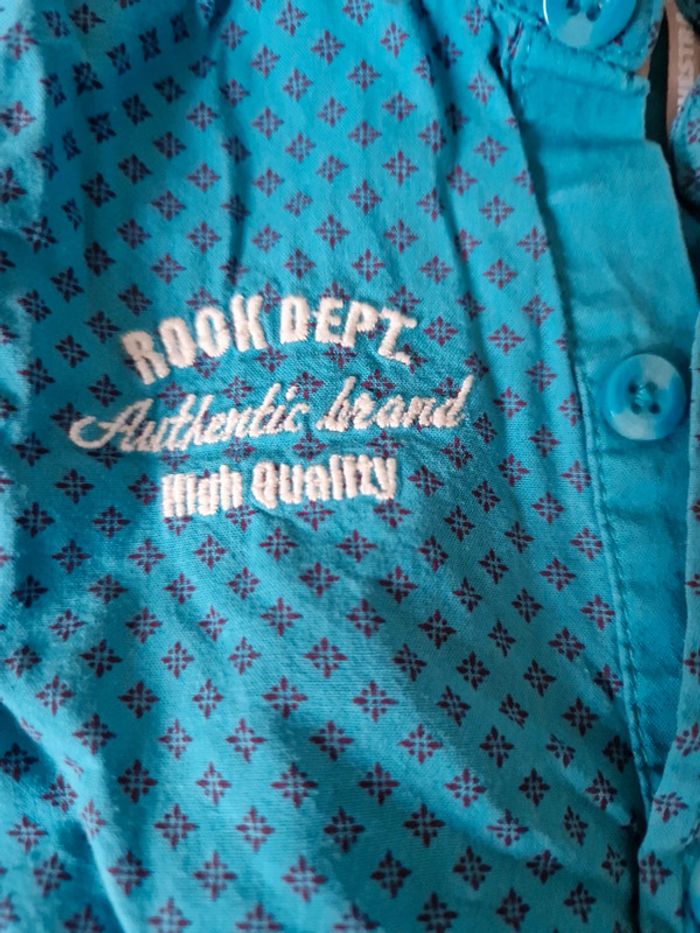 ROCK DEPT.
Authentic brand
High Quality